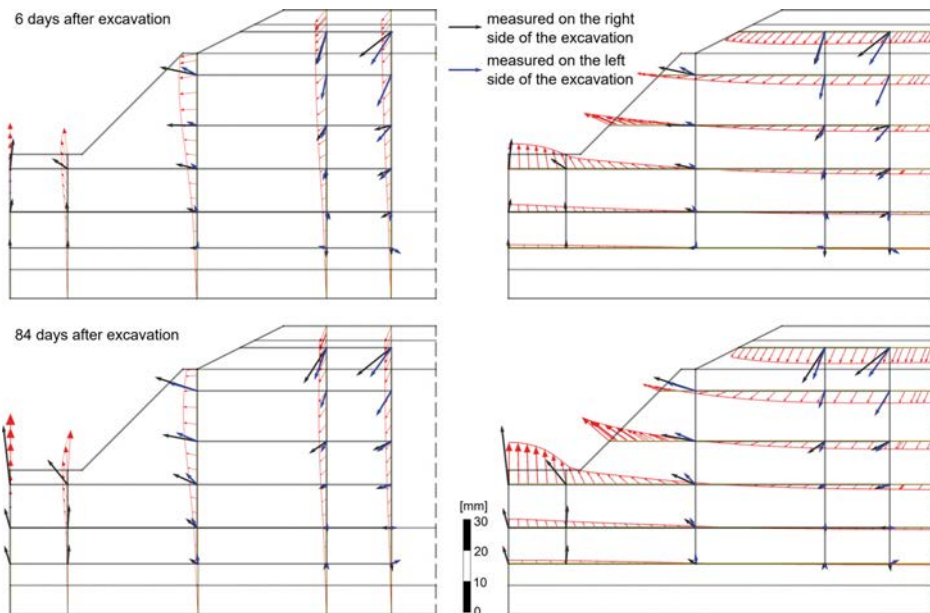 6 days after excavation
measured on the right
side of the excavation
measured on the left
side of the excavation
84 days after excavation
[mm]
30
20
10
0